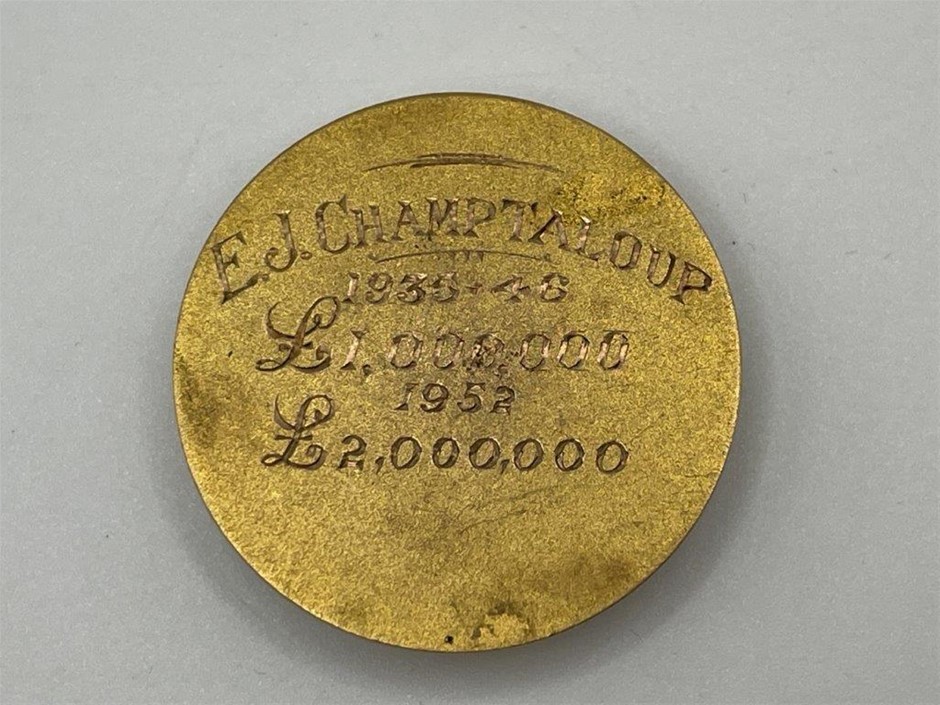 E.J. CHAMPTALOUP
1935-46
£1,000,000
1952
£2,000,000